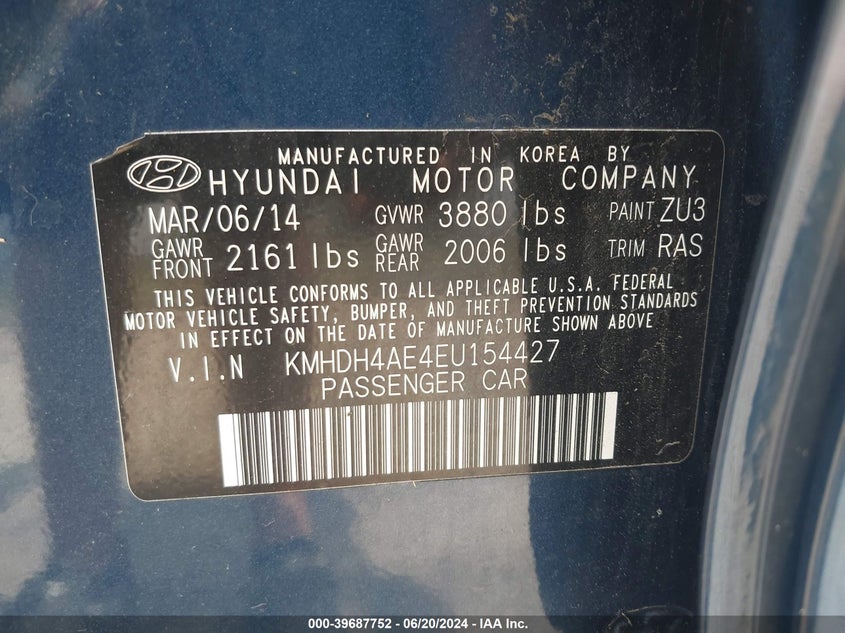 MANUFACTURED IN KOREA BY
HYUNDAI MOTOR COMPANY
MAR/06/14 GVWR 3880 lbs PAINT ZU3
GAWR FRONT 2161 lbs GAWR REAR 2006 lbs TRIM RAS
THIS VEHICLE CONFORMS TO ALL APPLICABLE U.S.A. FEDERAL
MOTOR VEHICLE SAFETY, BUMPER, AND THEFT PREVENTION STANDARDS
IN EFFECT ON THE DATE OF MANUFACTURE SHOWN ABOVE
V.I.N KMHDH4AE4EU154427
PASSENGER CAR
000-39687752 - 06/20/2024 - IAA Inc.